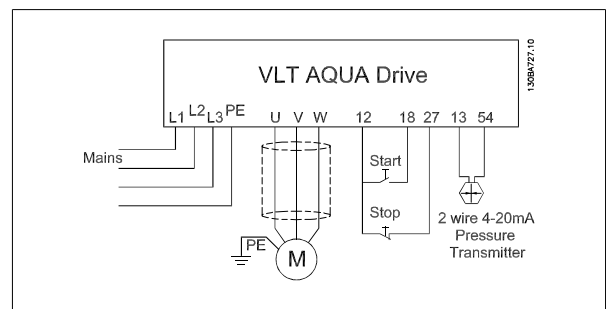 VLT AQUA Drive
130BA727.10
L1 L2 L3 PE U V W 12 18 27 13 54
Mains
Start
Stop
PE
M
2 wire 4-20mA
Pressure
Transmitter